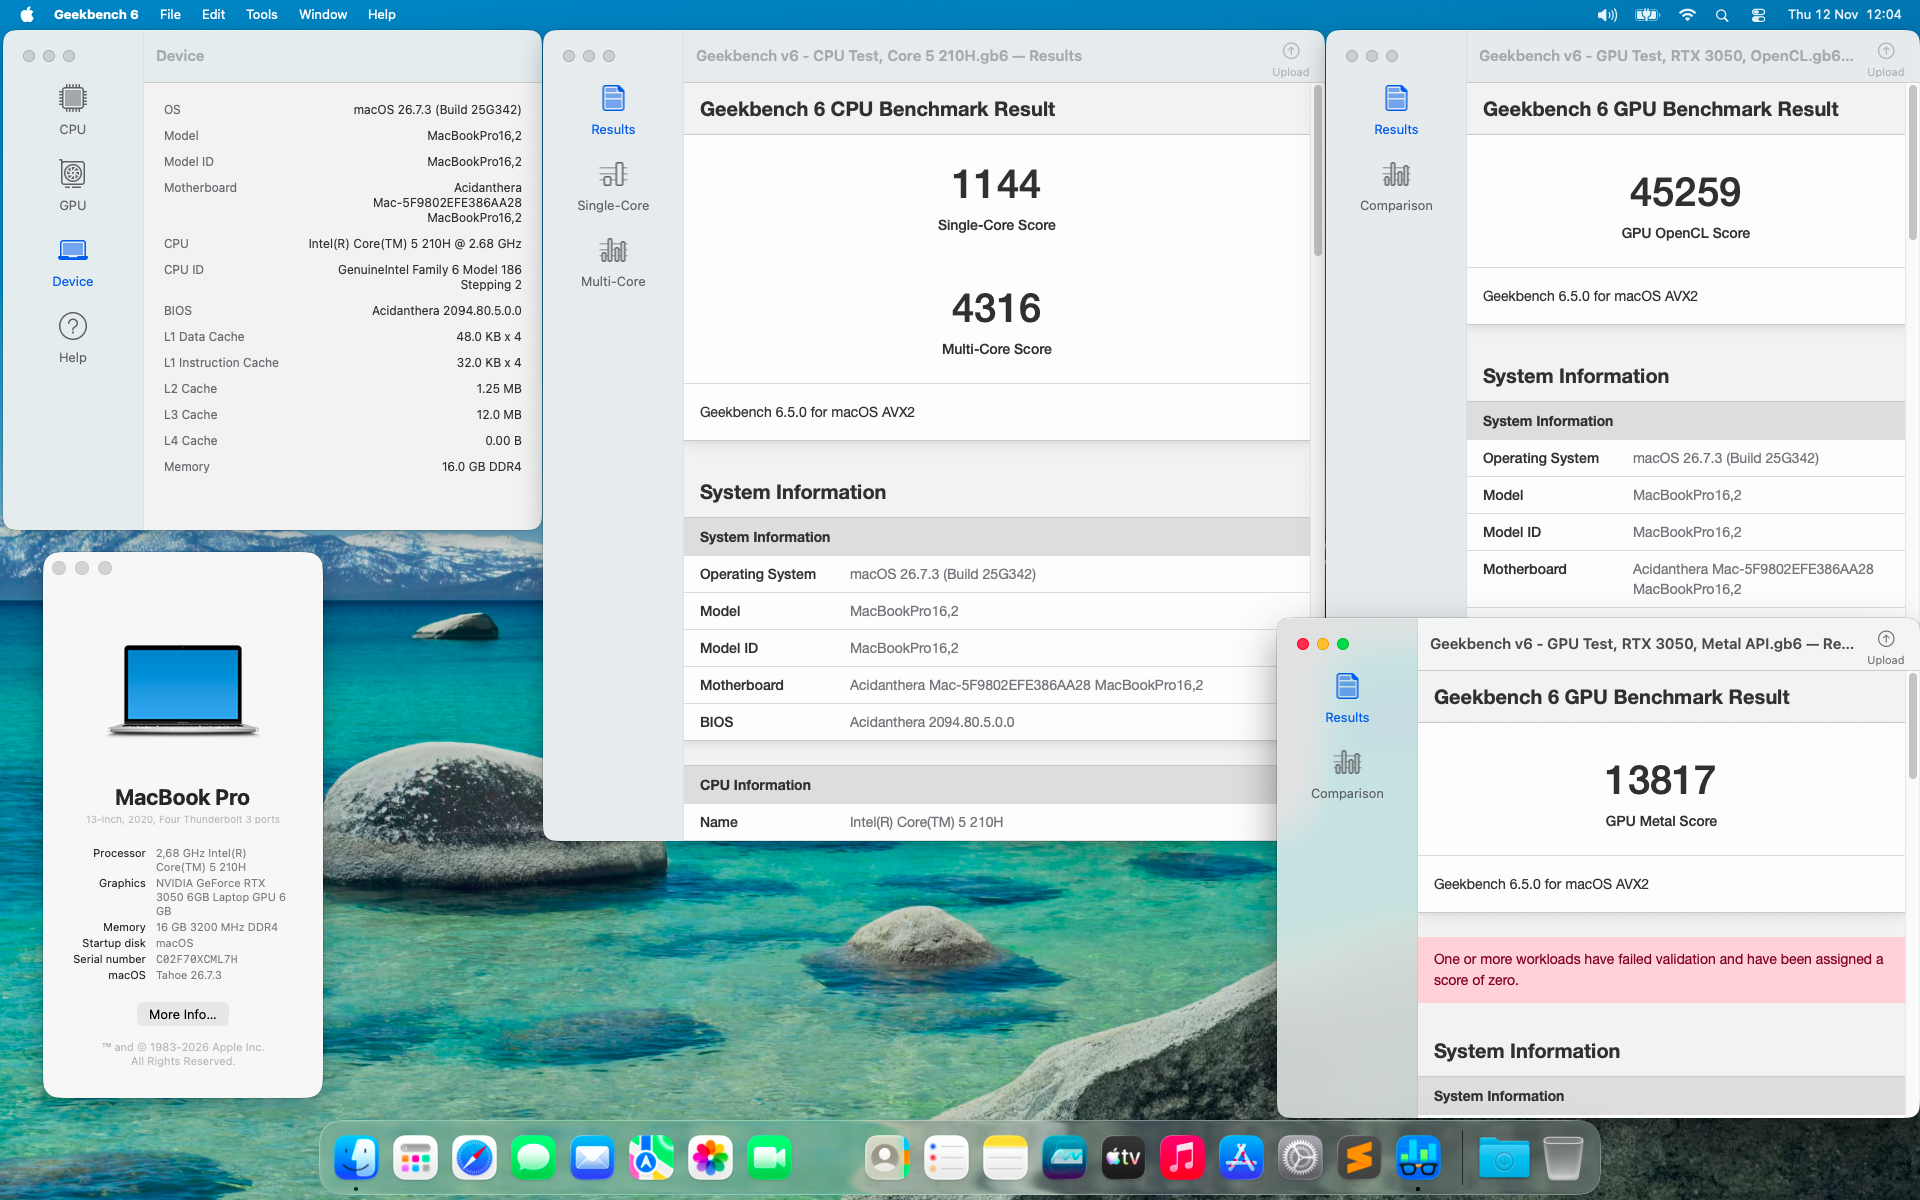 Geekbench 6 File Edit Tools Window Help
Thu 12 Nov 12:04
Device
CPU
GPU
Device
Help
OS macOS 26.7.3 (Build 25G342)
Model MacBookPro16,2
Model ID MacBookPro16,2
Motherboard Acidanthera
Mac-5F9802EFE386AA28
MacBookPro16,2
CPU Intel(R) Core(TM) 5 210H @ 2.68 GHz
CPU ID GenuineIntel Family 6 Model 186
Stepping 2
BIOS Acidanthera 2094.80.5.0.0
L1 Data Cache 48.0 KB x 4
L1 Instruction Cache 32.0 KB x 4
L2 Cache 1.25 MB
L3 Cache 12.0 MB
L4 Cache 0.00 B
Memory 16.0 GB DDR4
MacBook Pro
13-inch, 2020, Four Thunderbolt 3 ports
Processor 2,68 GHz Intel(R)
Core(TM) 5 210H
Graphics NVIDIA GeForce RTX
3050 6GB Laptop GPU 6
GB
Memory 16 GB 3200 MHz DDR4
Startup disk macOS
Serial number C02F70XCML7H
macOS Tahoe 26.7.3
More Info...
™ and © 1983-2026 Apple Inc.
All Rights Reserved.
Geekbench v6 - CPU Test, Core 5 210H.gb6 — Results
Upload
Results
Single-Core
Multi-Core
Geekbench 6 CPU Benchmark Result
1144
Single-Core Score
4316
Multi-Core Score
Geekbench 6.5.0 for macOS AVX2
System Information
System Information
Operating System macOS 26.7.3 (Build 25G342)
Model MacBookPro16,2
Model ID MacBookPro16,2
Motherboard Acidanthera Mac-5F9802EFE386AA28 MacBookPro16,2
BIOS Acidanthera 2094.80.5.0.0
CPU Information
Name Intel(R) Core(TM) 5 210H
Geekbench v6 - GPU Test, RTX 3050, OpenCL.gb6...
Upload
Results
Comparison
Geekbench 6 GPU Benchmark Result
45259
GPU OpenCL Score
Geekbench 6.5.0 for macOS AVX2
System Information
System Information
Operating System macOS 26.7.3 (Build 25G342)
Model MacBookPro16,2
Model ID MacBookPro16,2
Motherboard Acidanthera Mac-5F9802EFE386AA28
MacBookPro16,2
Geekbench v6 - GPU Test, RTX 3050, Metal API.gb6 — Re...
Upload
Results
Comparison
Geekbench 6 GPU Benchmark Result
13817
GPU Metal Score
Geekbench 6.5.0 for macOS AVX2
One or more workloads have failed validation and have been assigned a
score of zero.
System Information
System Information
tv